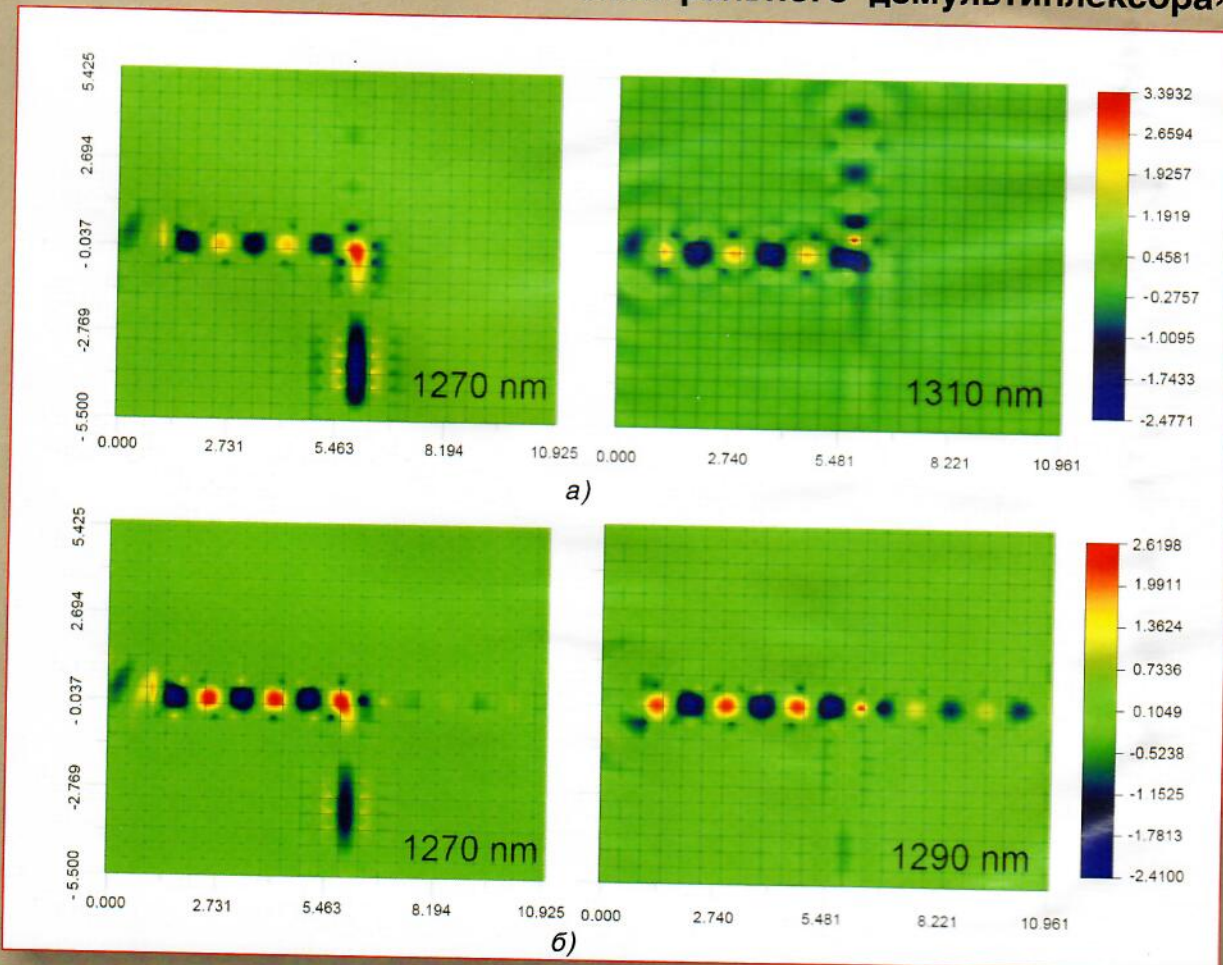 демультиплексора»
5.425
2.694
- 0.037
-2.769
- 5.500
1270 nm
0.000 2.731 5.463 8.194 10.925
1310 nm
0.000 2.740 5.481 8.221 10.961
3.3932
2.6594
1.9257
1.1919
0.4581
-0.2757
-1.0095
-1.7433
-2.4771
а)
5.425
2.694
- 0.037
-2.769
- 5.500
1270 nm
0.000 2.731 5.463 8.194 10.925
1290 nm
0.000 2.740 5.481 8.221 10.961
2.6198
1.9911
1.3624
0.7336
0.1049
-0.5238
-1.1525
-1.7813
-2.4100
б)